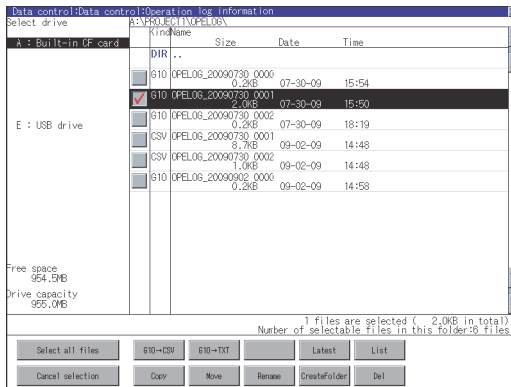 Data control:Data control:Operation log information
Select drive
A:\PROJECT1\OPELOG\
Kind Name
Size Date Time
A : Built-in CF card
DIR ..
G10 OPELOG_20090730_0000
0.2KB 07-30-09 15:54
G10 OPELOG_20090730_0001
2.0KB 07-30-09 15:50
G10 OPELOG_20090730_0002
0.2KB 07-30-09 18:19
E : USB drive
CSV OPELOG_20090730_0001
8.7KB 09-02-09 14:48
CSV OPELOG_20090730_0002
1.0KB 09-02-09 14:48
G10 OPELOG_20090902_0000
0.2KB 09-02-09 14:58
Free space
954.5MB
Drive capacity
955.0MB
1 files are selected ( 2.0KB in total)
Number of selectable files in this folder:6 files
Select all files G10→CSV G10→TXT Latest List
Cancel selection Copy Move Rename CreateFolder Del